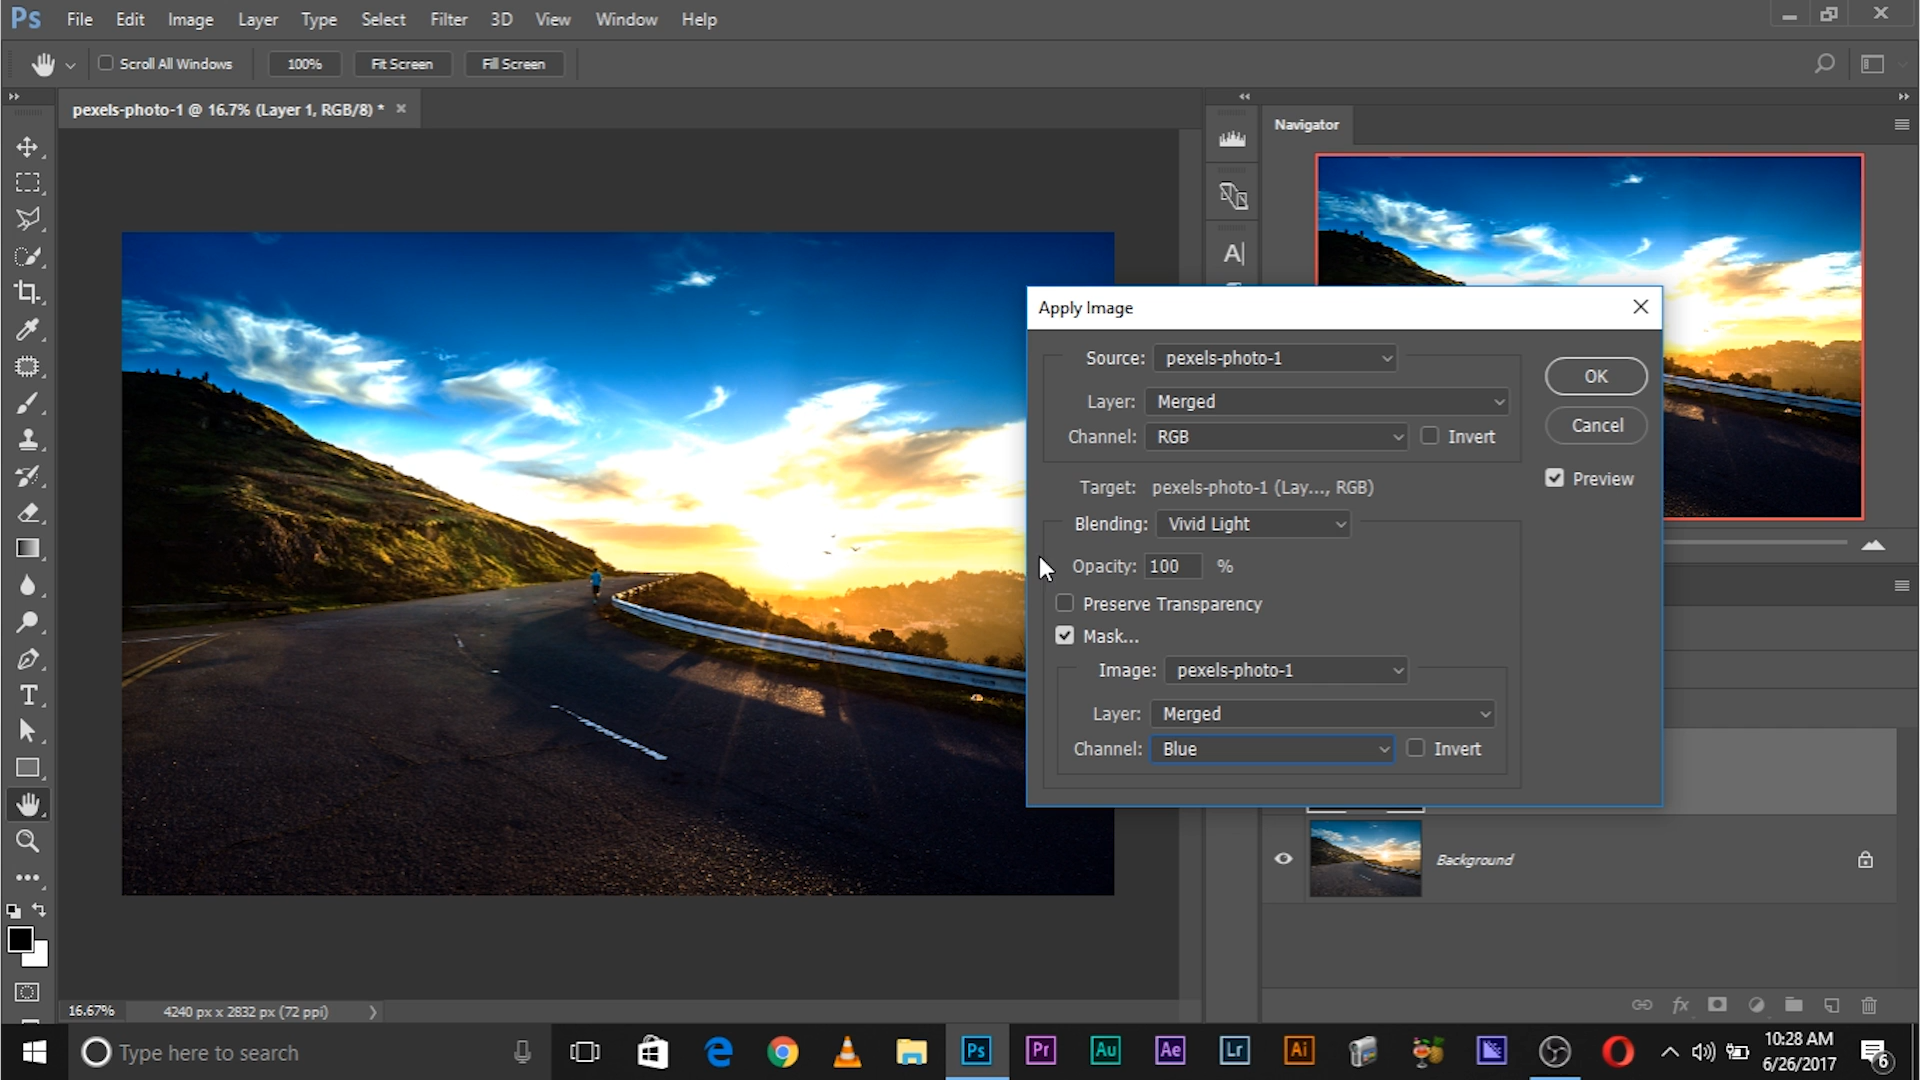 Ps File Edit Image Layer Type Select Filter 3D View Window Help
Scroll All Windows 100% Fit Screen Fill Screen
pexels-photo-1 @ 16.7% (Layer 1, RGB/8) *
Navigator
A
Apply Image
Source: pexels-photo-1
OK
Layer: Merged
Cancel
Channel: RGB Invert
Preview
Target: pexels-photo-1 (Lay..., RGB)
Blending: Vivid Light
Opacity: 100 %
Preserve Transparency
Mask...
Image: pexels-photo-1
Layer: Merged
Channel: Blue Invert
T
Background
fx
16.67% 4240 px x 2832 px (72 ppi)
Type here to search
Ps Pr Au Ae Lr Ai
10:28 AM
6/26/2017
6